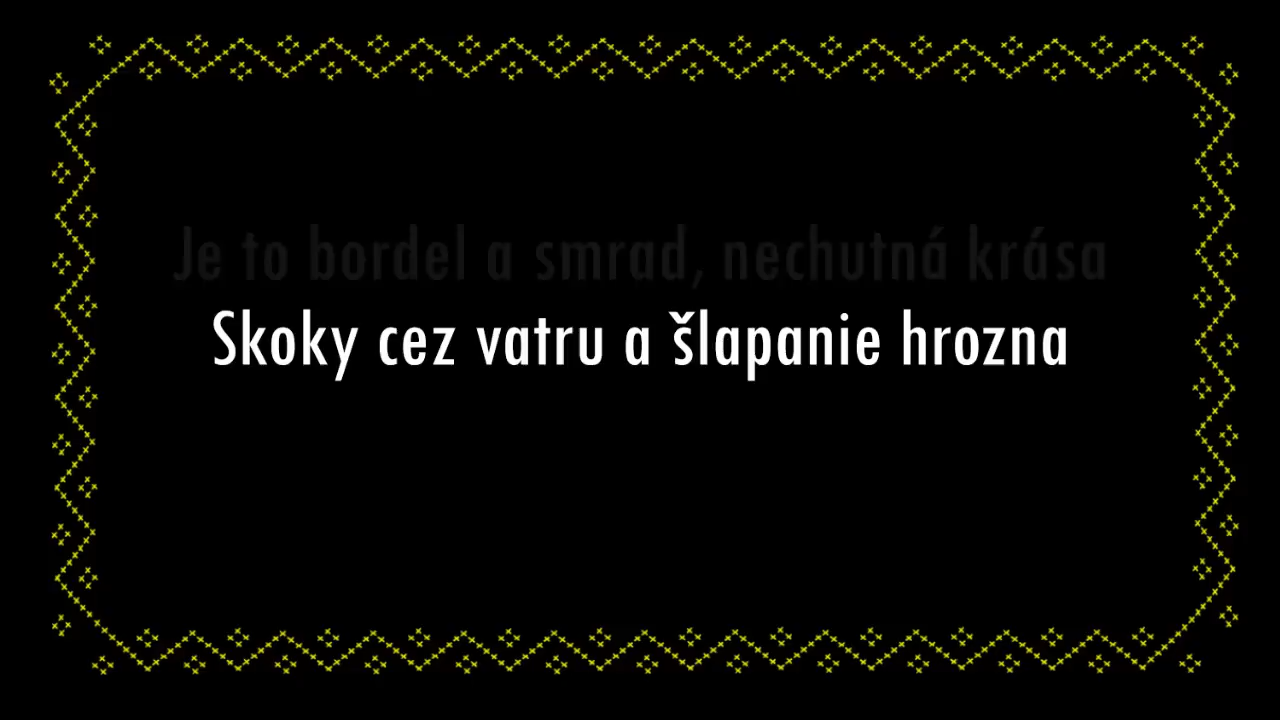 Je to bordel a smrad, nechutná krása
Skoky cez vatru a šlapanie hrozna